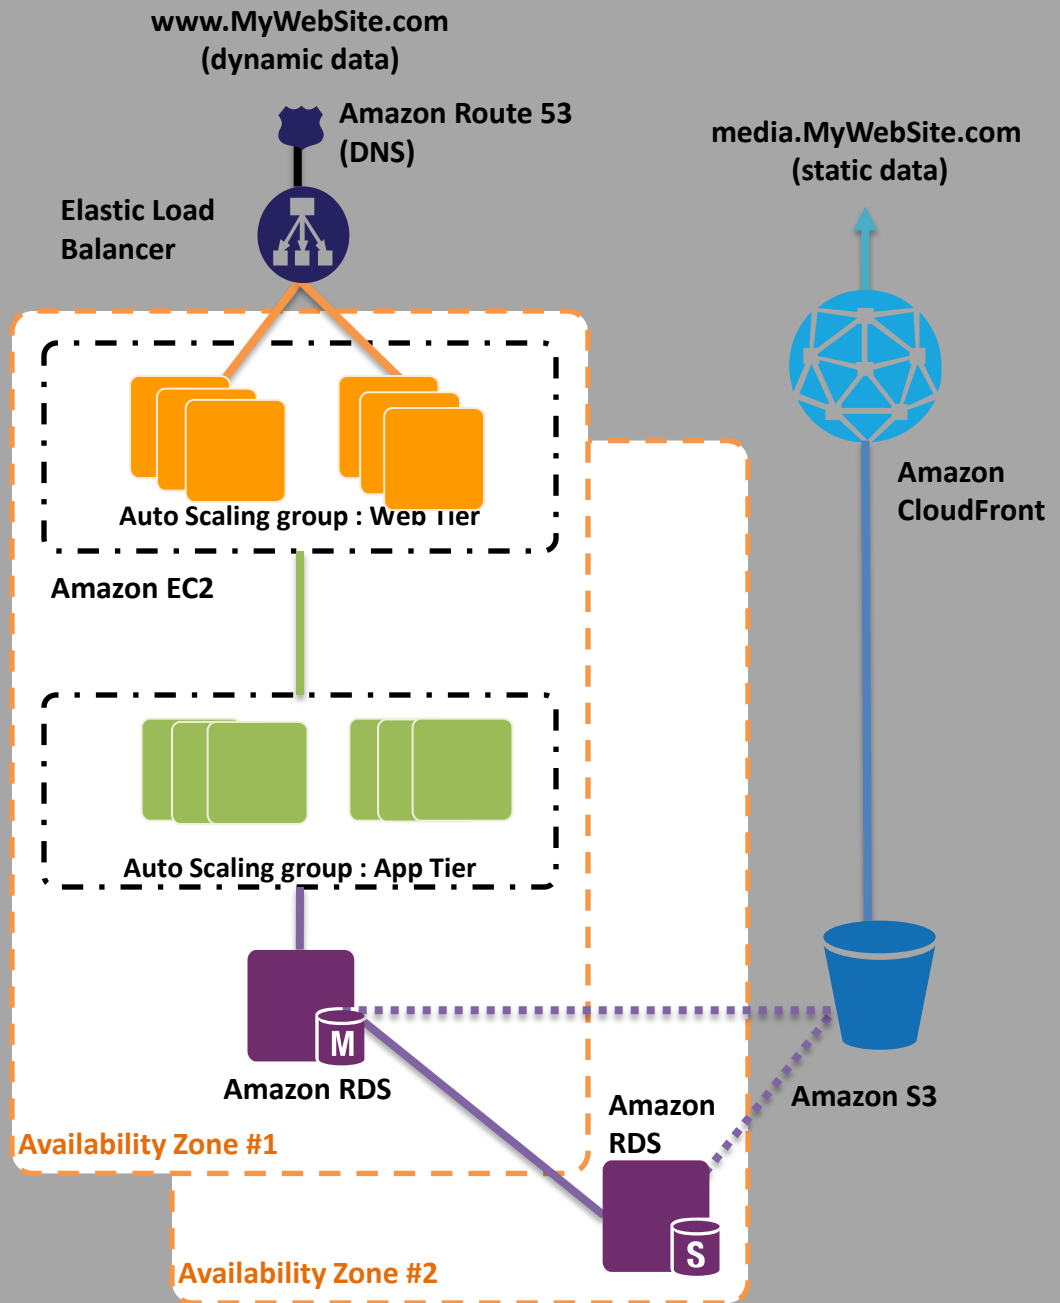 www.MyWebSite.com
(dynamic data)
Amazon Route 53
(DNS)
media.MyWebSite.com
(static data)
Elastic Load
Balancer
Auto Scaling group : Web Tier
Amazon
CloudFront
Amazon EC2
Auto Scaling group : App Tier
M
Amazon RDS
Amazon S3
Amazon
RDS
Availability Zone #1
S
Availability Zone #2